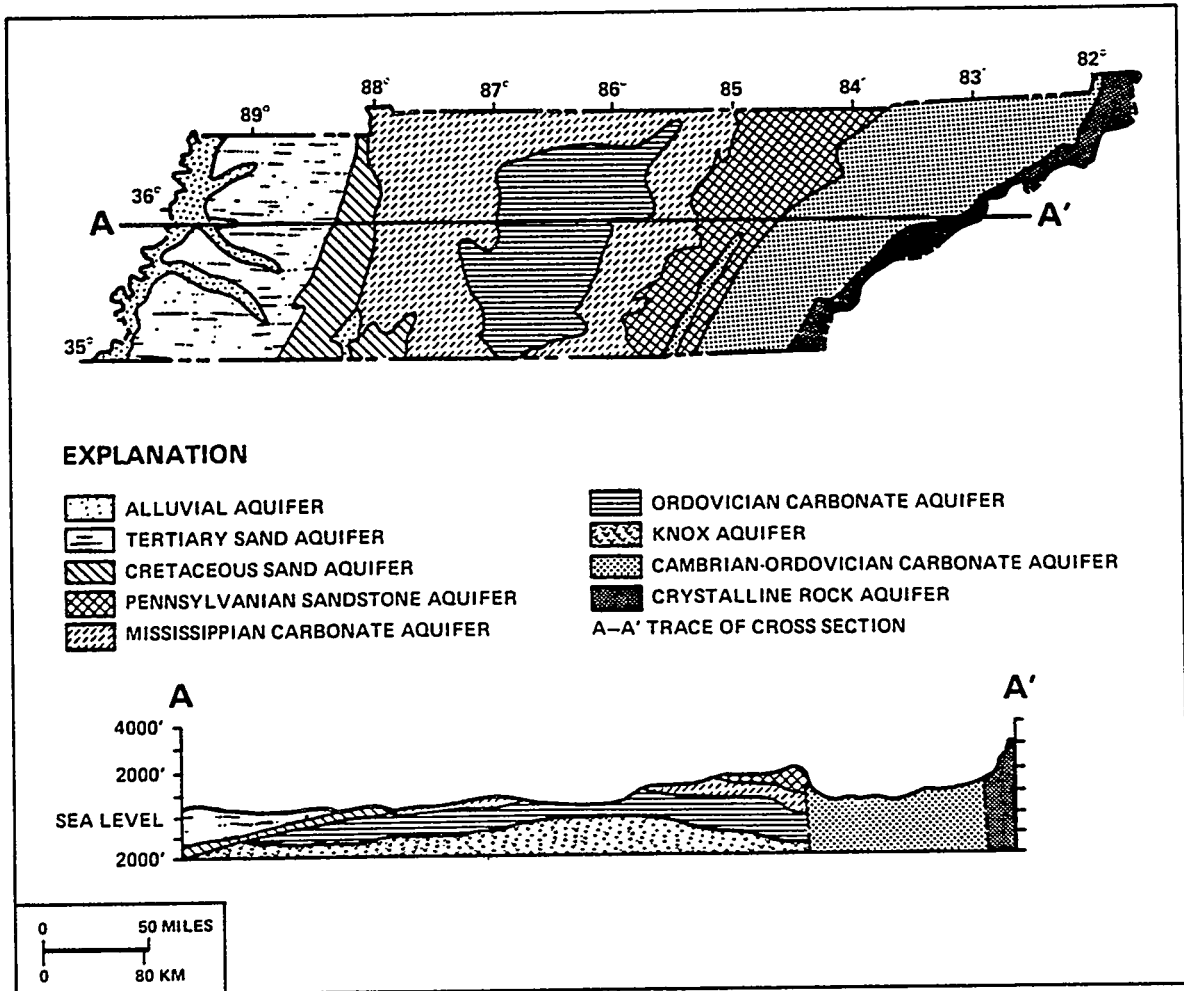 89° 88° 87° 86° 85 84° 83° 82°
36°
A A'
35°
EXPLANATION
ALLUVIAL AQUIFER
TERTIARY SAND AQUIFER
CRETACEOUS SAND AQUIFER
PENNSYLVANIAN SANDSTONE AQUIFER
MISSISSIPPIAN CARBONATE AQUIFER
ORDOVICIAN CARBONATE AQUIFER
KNOX AQUIFER
CAMBRIAN-ORDOVICIAN CARBONATE AQUIFER
CRYSTALLINE ROCK AQUIFER
A–A' TRACE OF CROSS SECTION
A A'
4000'
2000'
SEA LEVEL
2000'
0 50 MILES
0 80 KM